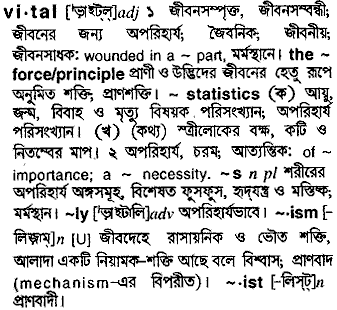 vi·tal ['ভ়াইট্‌ল্‌] adj ১ জীবনসম্পৃক্ত, জীবনসম্বন্ধী;
জীবনের জন্য অপরিহার্য; জৈবনিক, জীবনীয়;
জীবনসাধক: wounded in a ~ part, মর্মস্থানে। the ~
force/principle প্রাণী ও উদ্ভিদের জীবনের হেতু রূপে
অনুমিত শক্তি; প্রাণশক্তি। ~ statistics (ক) আয়ু,
জন্ম, বিবাহ ও মৃত্যু বিষয়ক পরিসংখ্যান; অপরিহার্য
পরিসংখ্যান। (খ) (কথ্য) স্ত্রীলোকের বক্ষ, কটি ও
নিতম্বের মাপ। ২ অপরিহার্য, চরম; আত্যন্তিক: of ~
importance; a ~ necessity. ~s n pl শরীরের
অপরিহার্য অঙ্গসমূহ, বিশেষত ফুসফুস, হৃদ্‌যন্ত্র ও মস্তিষ্ক;
মর্মস্থান। ~ly ['ভ়াইটালি] adv অপরিহার্যভাবে। ~·ism [–
লিজ়াম্‌] n [U] জীবদেহে রাসায়নিক ও ভৌত শক্তি,
আলাদা একটি নিয়ামক-শক্তি আছে বলে বিশ্বাস; প্রাণবাদ
(mechanism-এর বিপরীত)। ~·ist [–লিস্ট্‌] n
প্রাণবাদী।